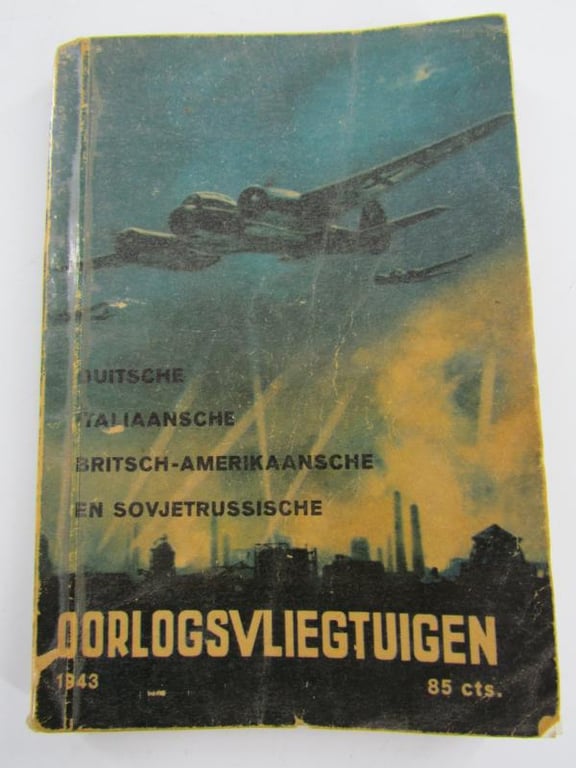 DUITSCHE
ITALIAANSCHE
BRITSCH-AMERIKAANSCHE
EN SOVJETRUSSISCHE
OORLOGSVLIEGTUIGEN
1943
85 cts.